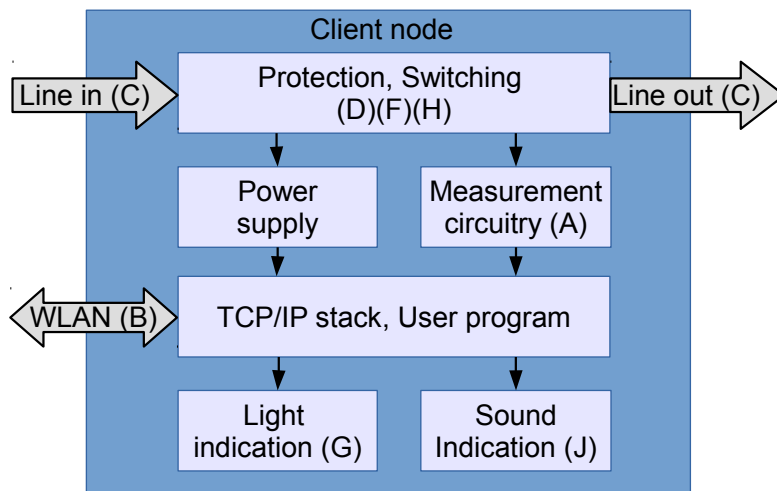 Client node
Line in (C)
Protection, Switching
(D)(F)(H)
Line out (C)
Power
supply
Measurement
circuitry (A)
WLAN (B)
TCP/IP stack, User program
Light
indication (G)
Sound
Indication (J)